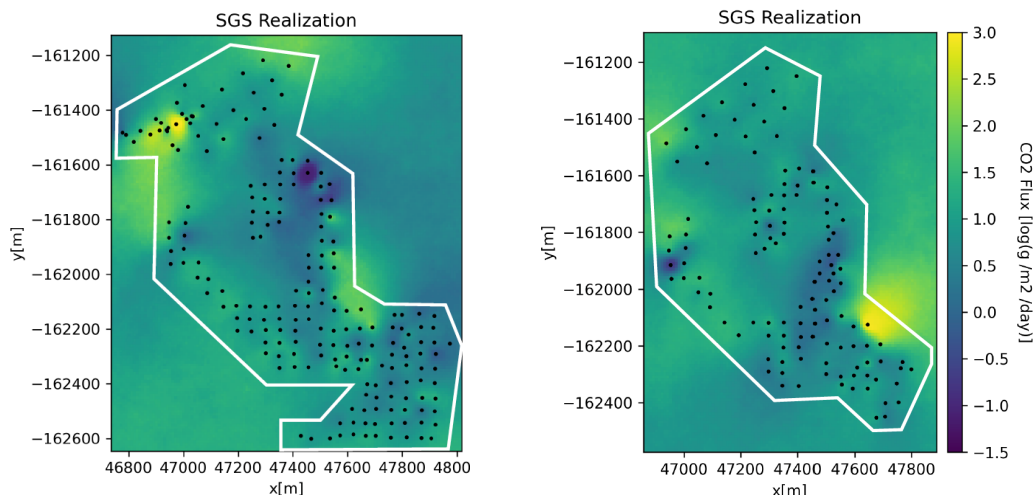 SGS Realization
−161200
−161400
−161600
−161800
−162000
−162200
−162400
−162600
y[m]
46800 47000 47200 47400 47600 47800 48000
x[m]
SGS Realization
−161200
−161400
−161600
−161800
−162000
−162200
−162400
y[m]
47000 47200 47400 47600 47800
x[m]
3.0
2.5
2.0
1.5
1.0
0.5
0.0
−0.5
−1.0
−1.5
CO2 Flux [log(g /m2 /day)]